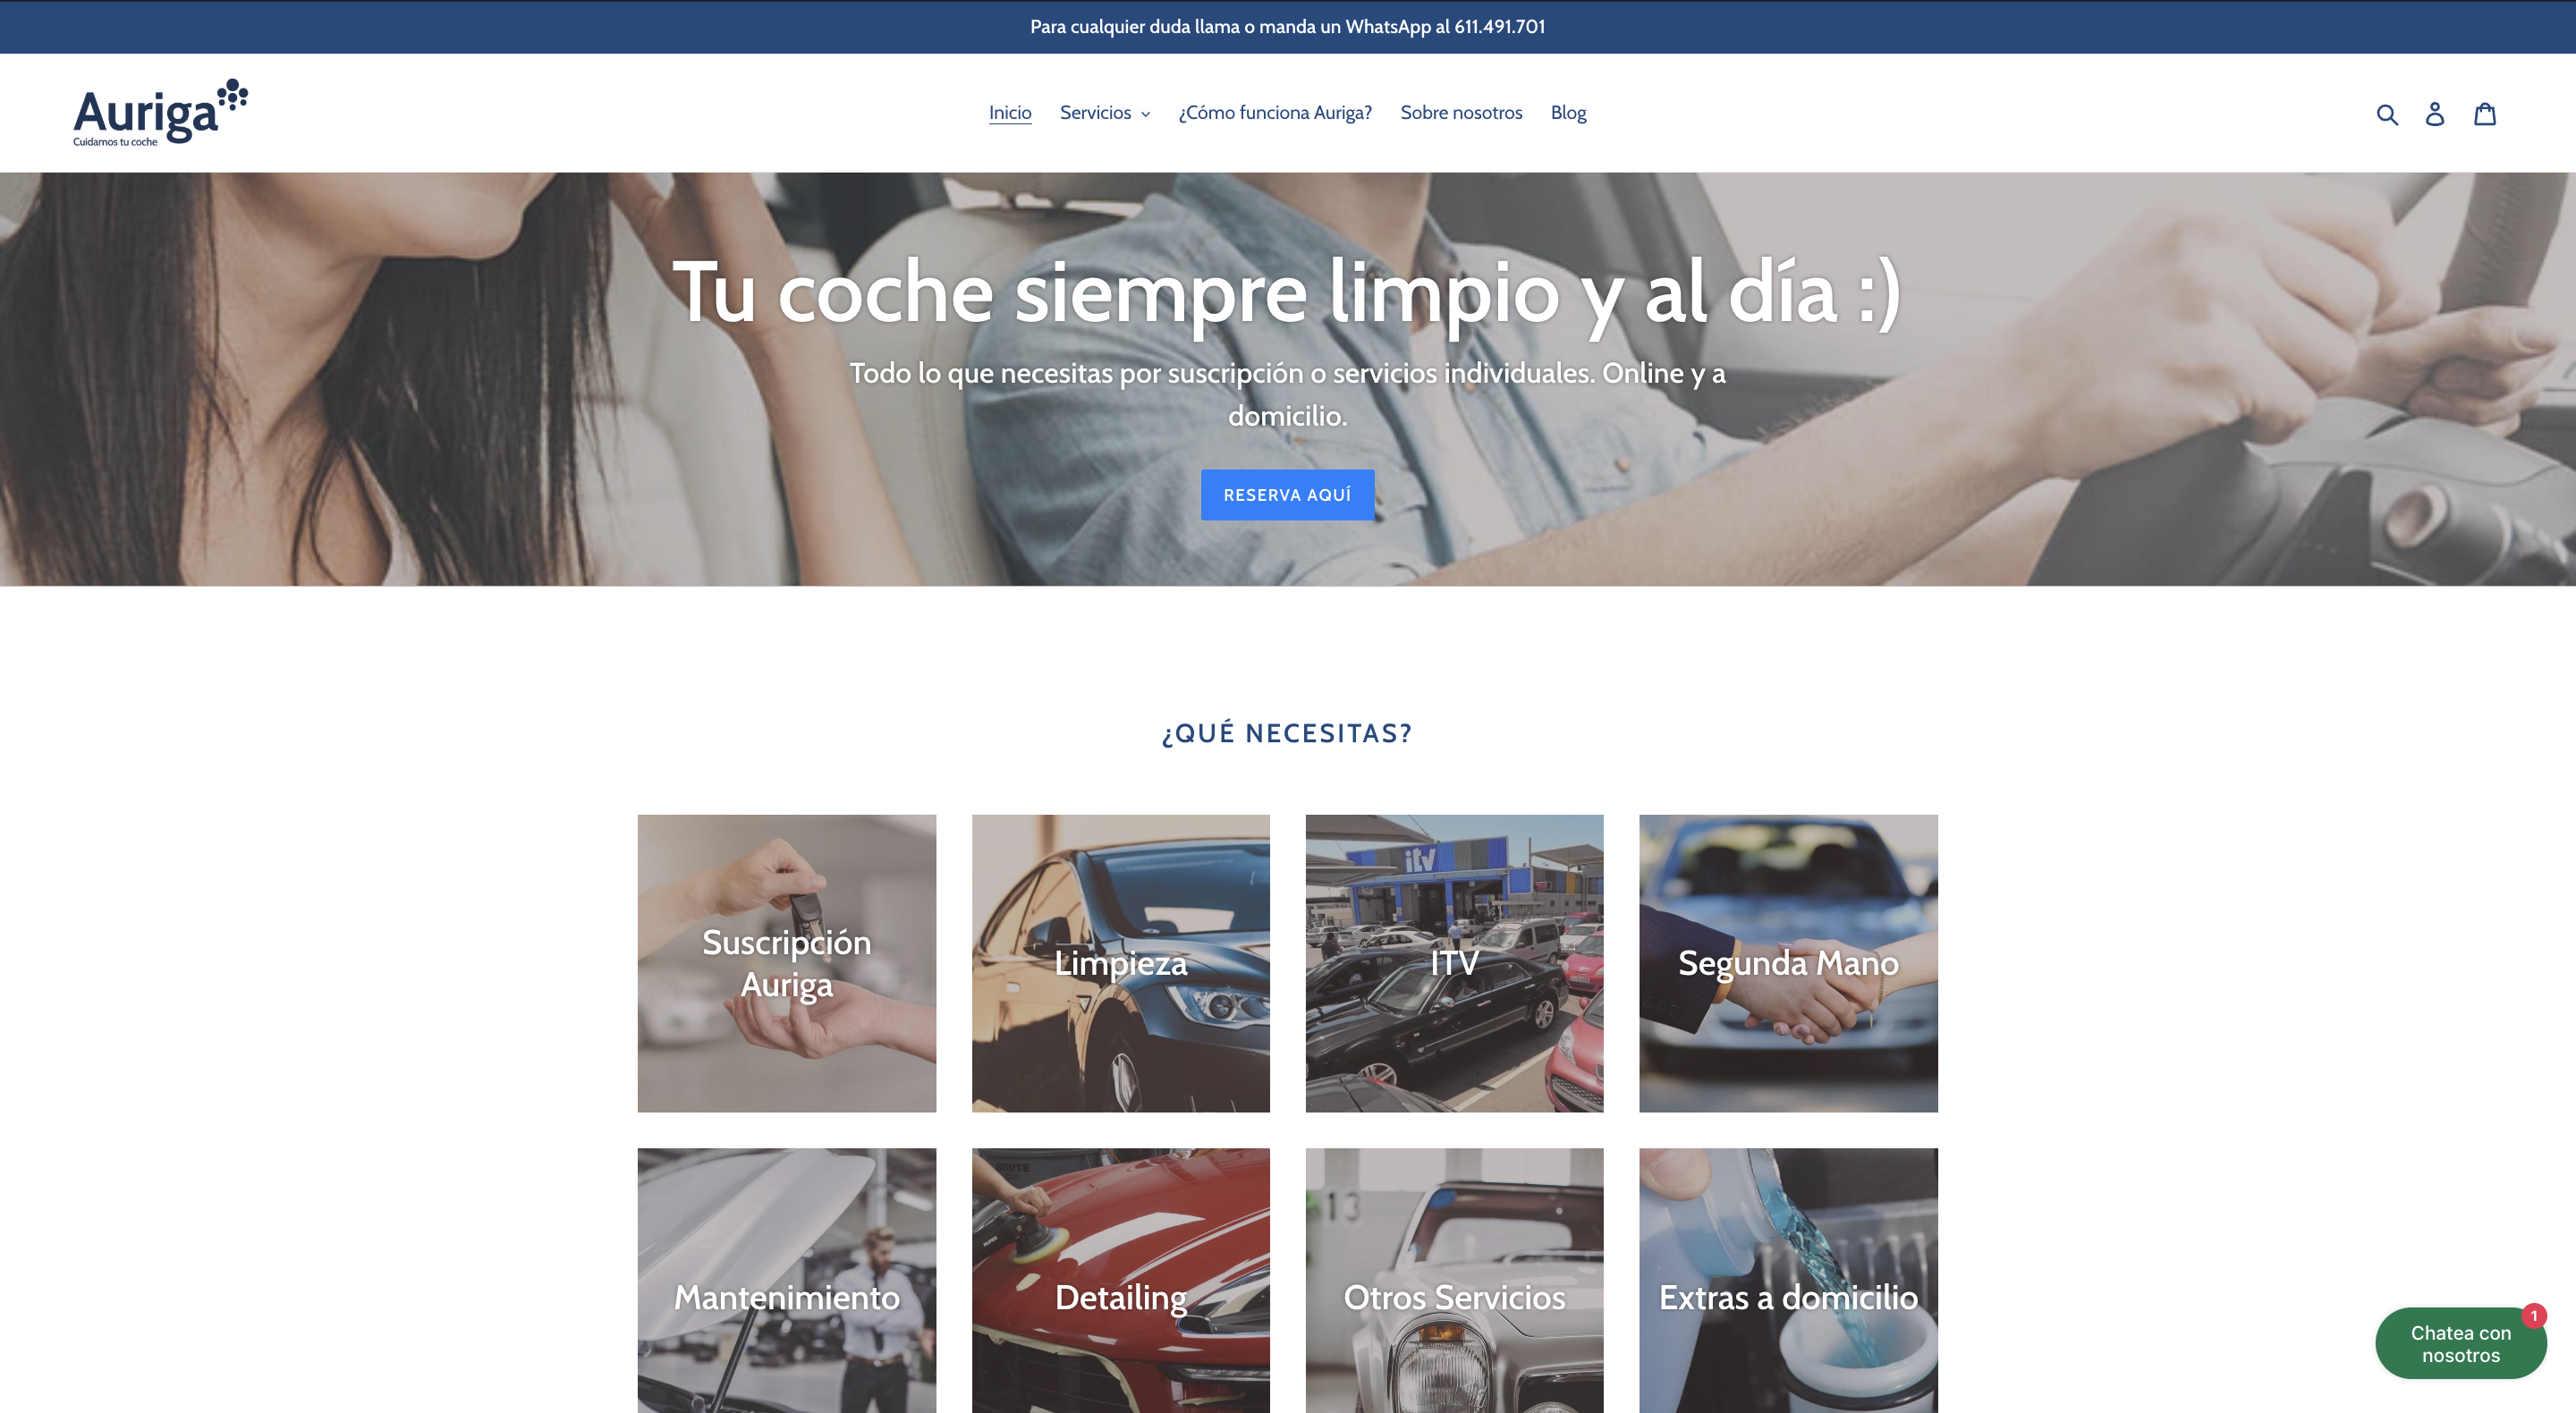 Para cualquier duda llama o manda un WhatsApp al 611.491.701
Auriga
Cuidamos tu coche
Inicio
Servicios
¿Cómo funciona Auriga?
Sobre nosotros
Blog
Tu coche siempre limpio y al día :)
Todo lo que necesitas por suscripción o servicios individuales. Online y a
domicilio.
RESERVA AQUÍ
¿QUÉ NECESITAS?
Suscripción
Auriga
Limpieza
itv
ITV
Segunda Mano
Mantenimiento
BRUTE.
Detailing
13
Otros Servicios
Extras a domicilio
1
Chatea con
nosotros